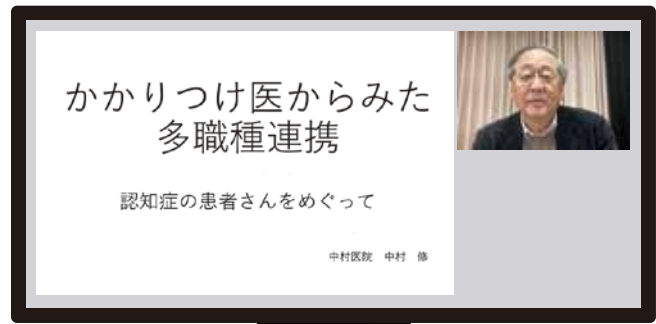 かかりつけ医からみた
多職種連携
認知症の患者さんをめぐって
中村医院　中村　修